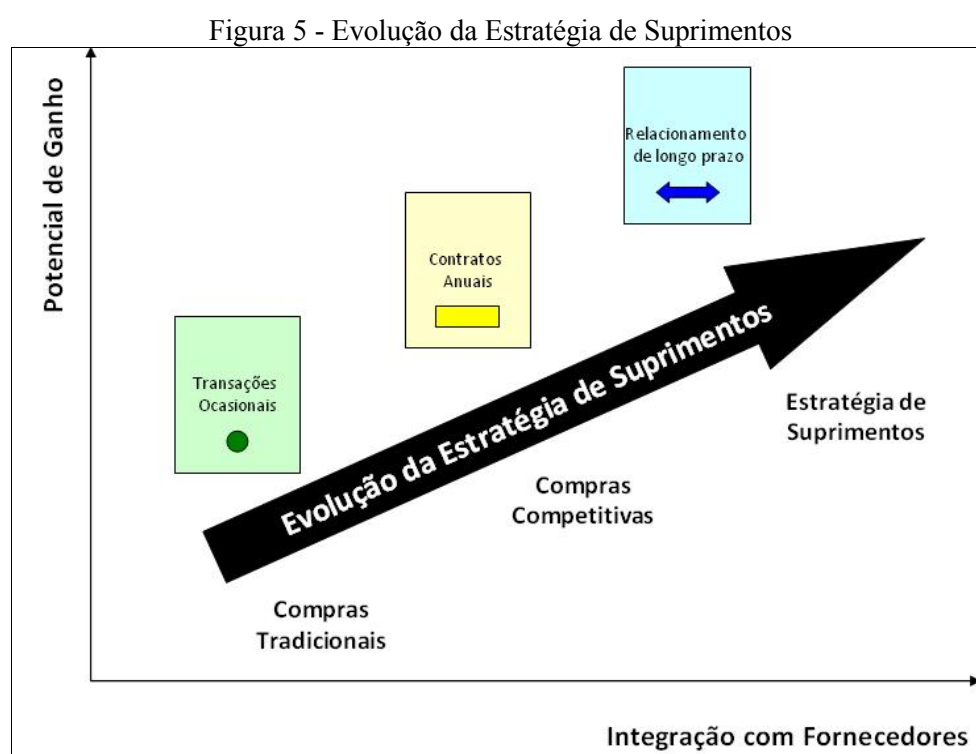 Figura 5 - Evolução da Estratégia de Suprimentos
Potencial de Ganho
Relacionamento
de longo prazo
Contratos
Anuais
Transações
Ocasionais
Evolução da Estratégia de Suprimentos
Estratégia de
Suprimentos
Compras
Competitivas
Compras
Tradicionais
Integração com Fornecedores